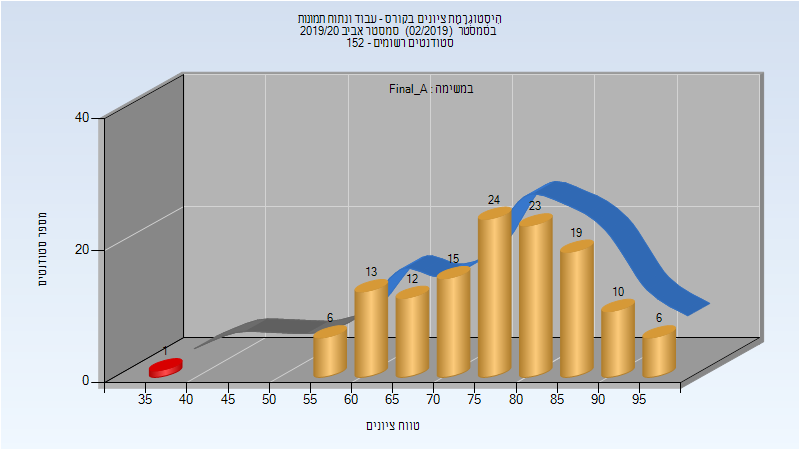 היסטוגרמת ציונים בקורס - עבוד ונתוח תמונות
בסמסטר (02/2019) סמסטר אביב 2019/20
סטודנטים רשומים - 152
במשימה : Final_A
מספר סטודנטים
40
20
0
1
6
13
12
15
24
23
19
10
6
35 40 45 50 55 60 65 70 75 80 85 90 95
טווח ציונים